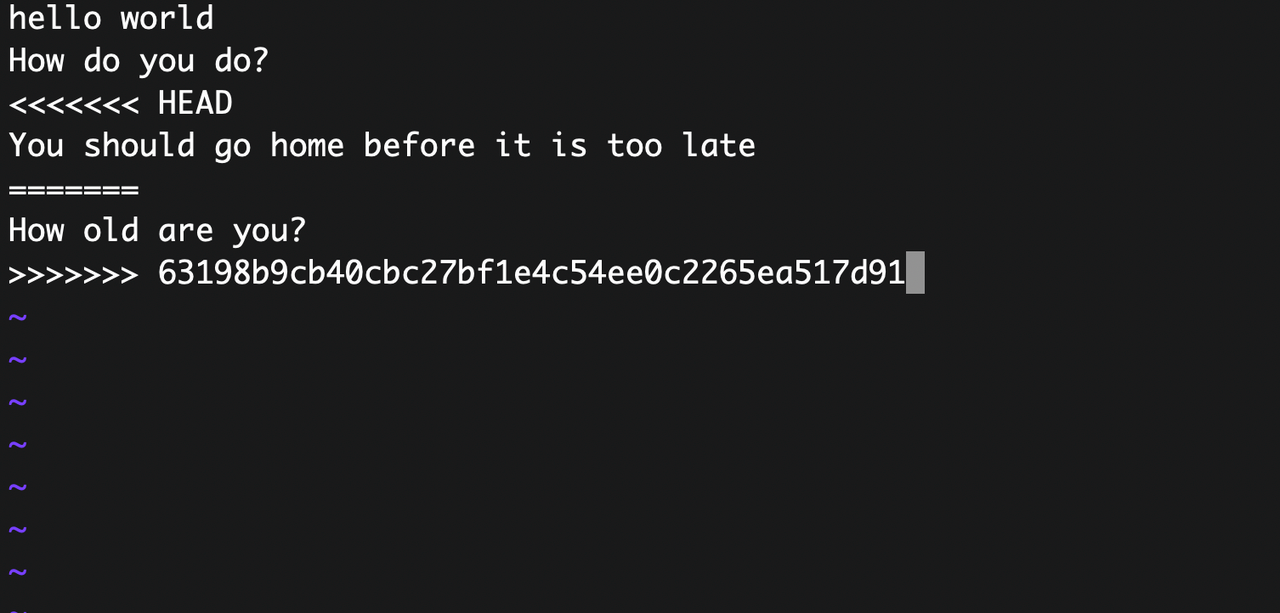 hello world
How do you do?
<<<<<<< HEAD
You should go home before it is too late
=======
How old are you?
>>>>>>> 63198b9cb40cbc27bf1e4c54ee0c2265ea517d91
~
~
~
~
~
~
~
~